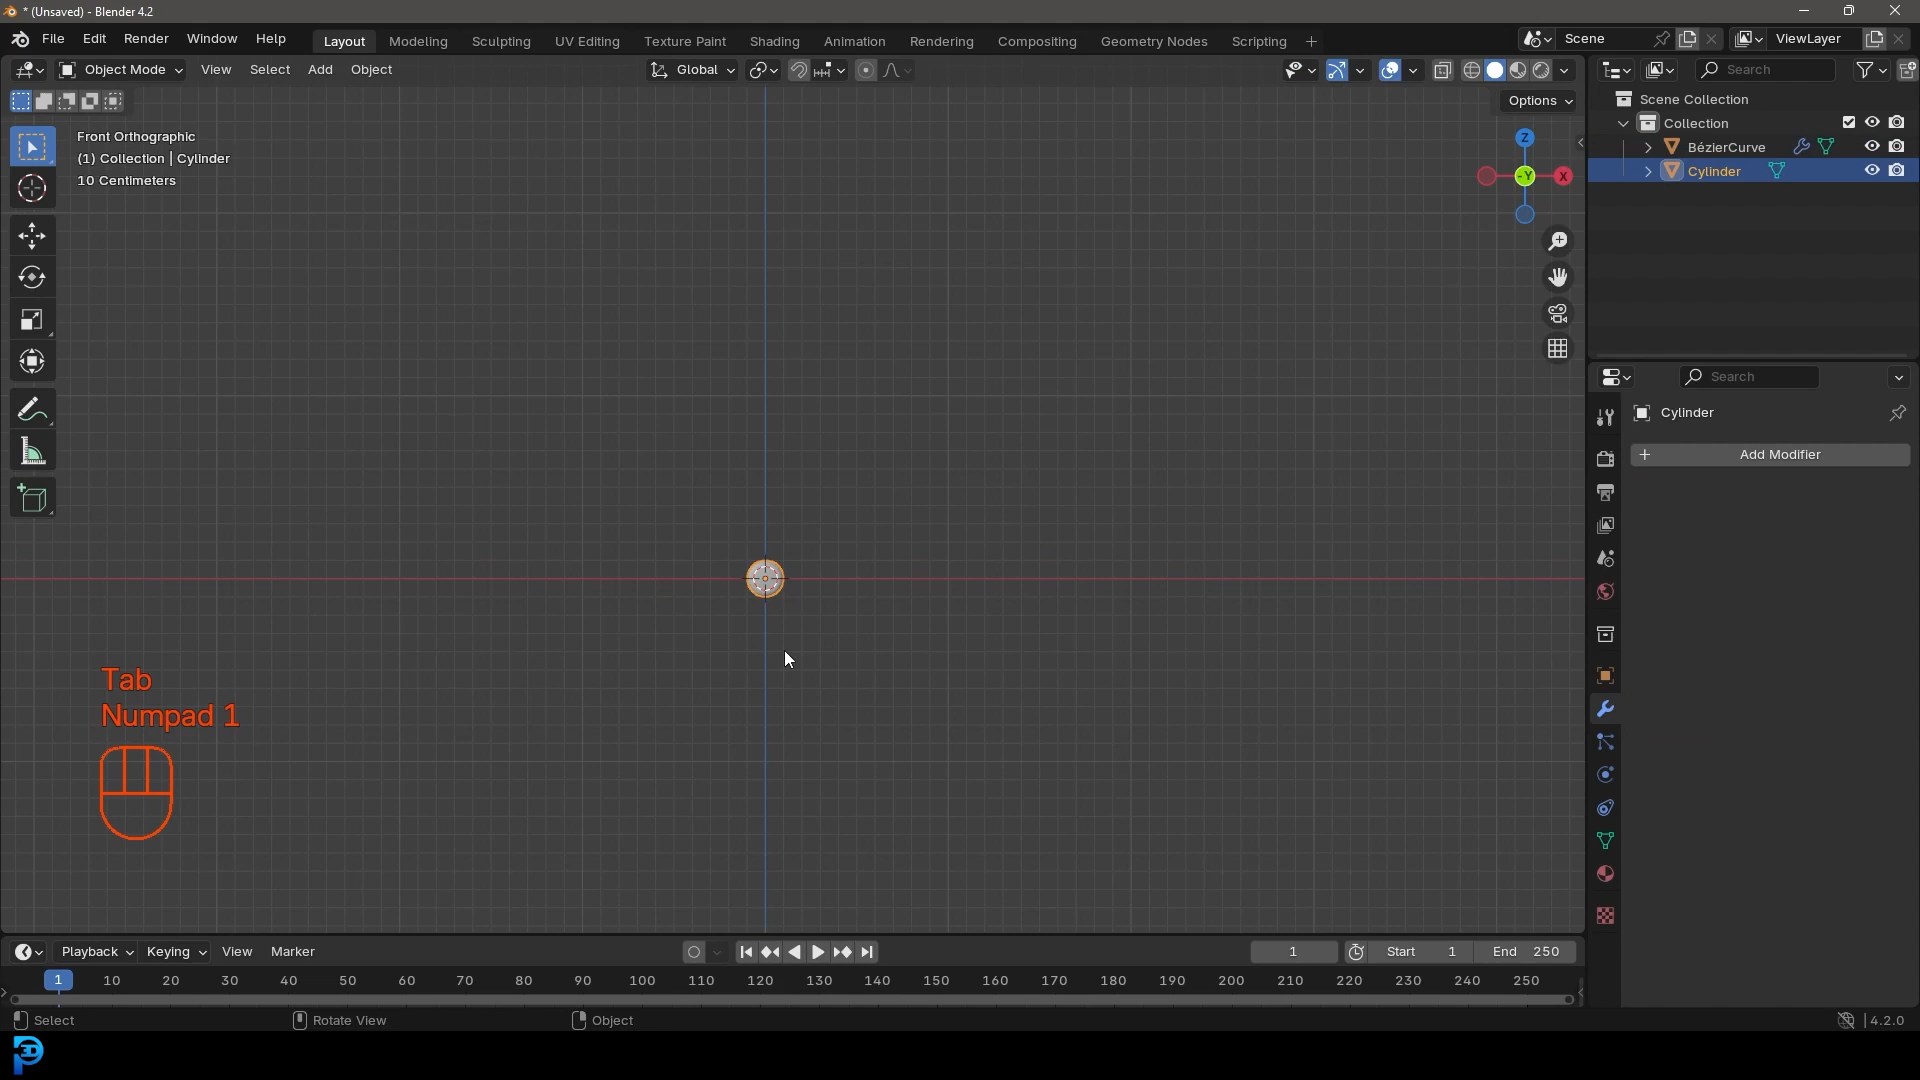 * (Unsaved) - Blender 4.2
File Edit Render Window Help Layout Modeling Sculpting UV Editing Texture Paint Shading Animation Rendering Compositing Geometry Nodes Scripting + Scene ViewLayer
Object Mode View Select Add Object Global Search
Options
Scene Collection
Collection
BézierCurve
Cylinder
Front Orthographic
(1) Collection | Cylinder
10 Centimeters
Z
-Y
X
Search
Cylinder
+ Add Modifier
Tab
Numpad 1
Playback Keying View Marker 1 Start 1 End 250
1 10 20 30 40 50 60 70 80 90 100 110 120 130 140 150 160 170 180 190 200 210 220 230 240 250
Select Rotate View Object 4.2.0
3D